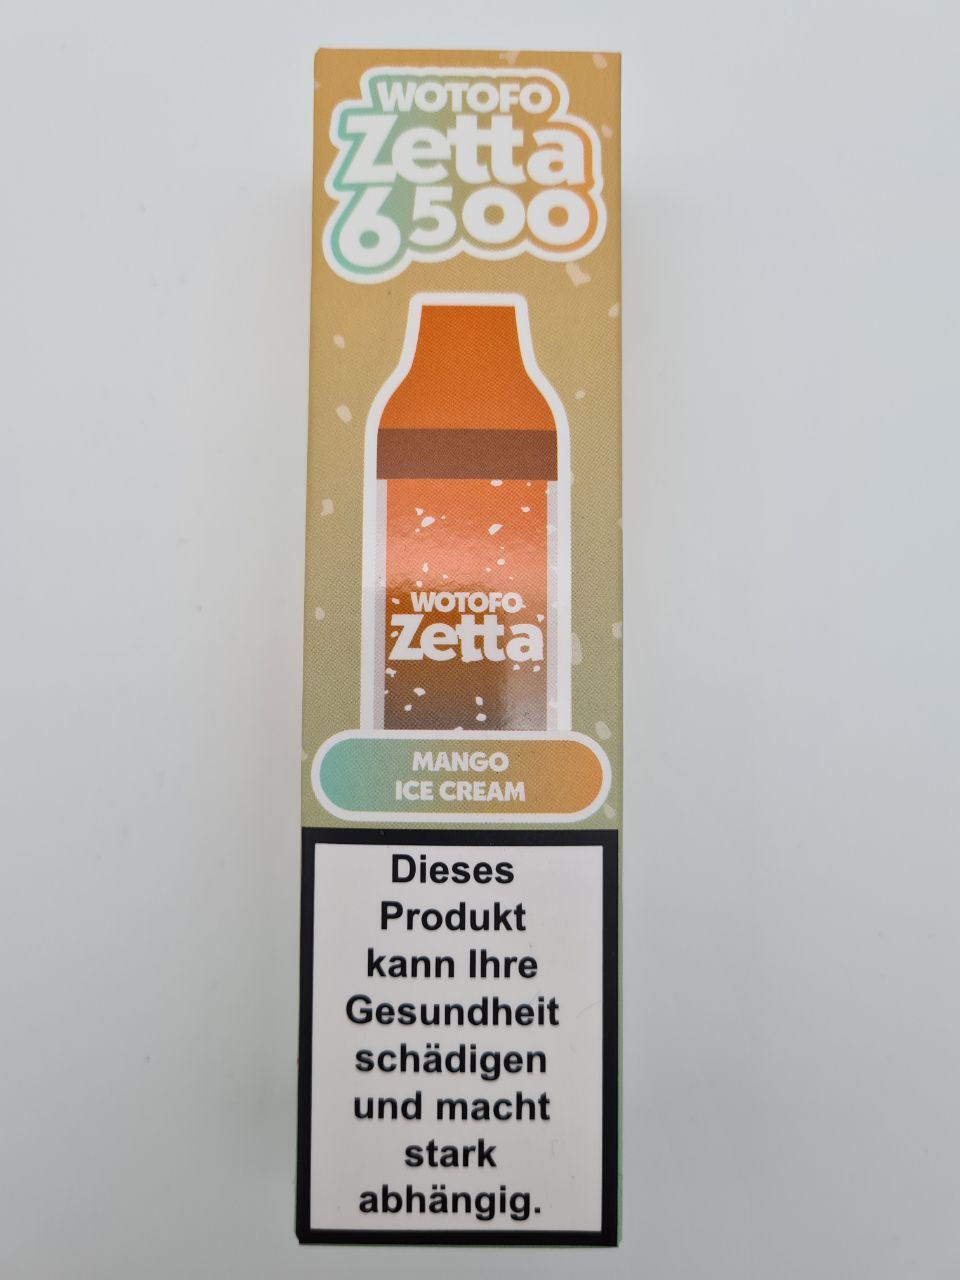 WOTOFO
Zetta
6500
WOTOFO
Zetta
MANGO
ICE CREAM
Dieses
Produkt
kann Ihre
Gesundheit
schädigen
und macht
stark
abhängig.